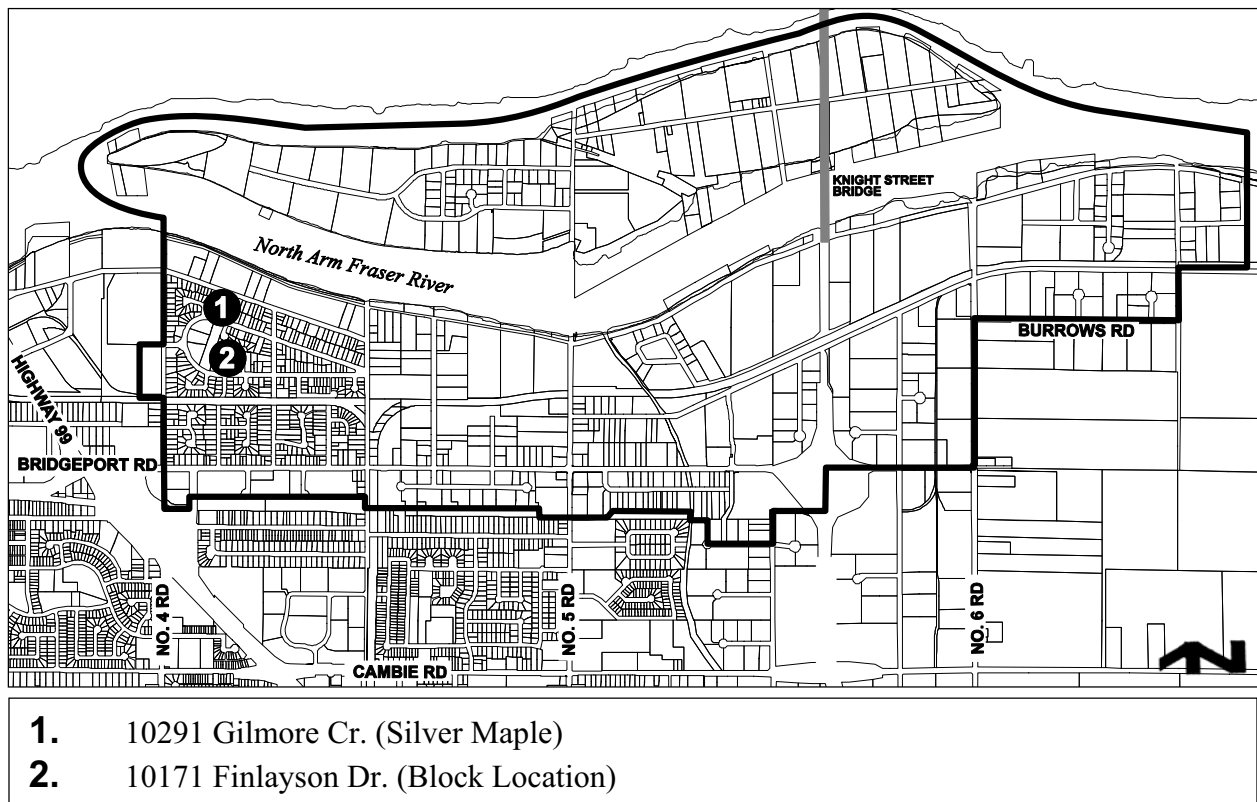 KNIGHT STREET
BRIDGE
North Arm Fraser River
1
2
BURROWS RD
HIGHWAY 99
BRIDGEPORT RD
NO. 4 RD
NO. 5 RD
NO. 6 RD
CAMBIE RD
N
1. 10291 Gilmore Cr. (Silver Maple)
2. 10171 Finlayson Dr. (Block Location)